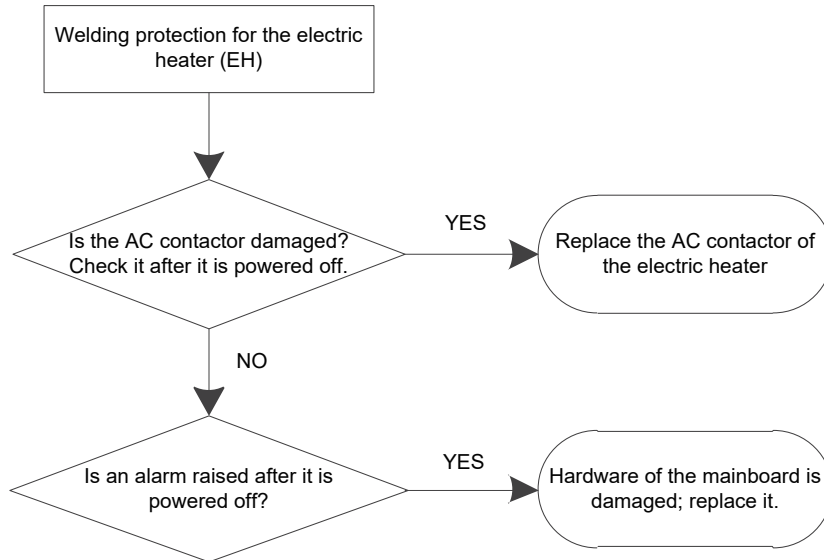 Welding protection for the electric
heater (EH)
Is the AC contactor damaged?
Check it after it is powered off.
YES
Replace the AC contactor of
the electric heater
NO
Is an alarm raised after it is
powered off?
YES
Hardware of the mainboard is
damaged; replace it.